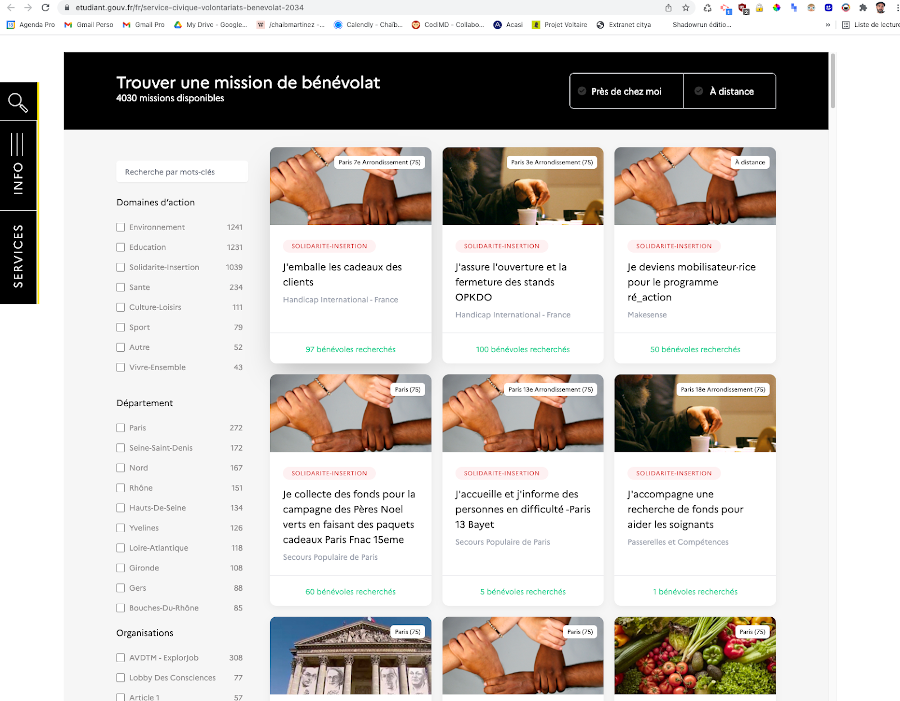 etudiant.gouv.fr/fr/service-civique-volontariats-benevolat-2034
Agenda Pro
Gmail Perso
Gmail Pro
My Drive - Google...
/chaibmartinez -...
Calendly - Chaïb...
CodiMD - Collabo...
Acasi
Projet Voltaire
Extranet citya
Shadowrun éditio...
»
Liste de lecture
Trouver une mission de bénévolat
4030 missions disponibles
Près de chez moi
À distance
INFO
SERVICES
Recherche par mots-clés
Domaines d'action
Environnement 1241
Education 1231
Solidarite-Insertion 1039
Sante 234
Culture-Loisirs 111
Sport 79
Autre 52
Vivre-Ensemble 43
Département
Paris 272
Seine-Saint-Denis 172
Nord 167
Rhône 151
Hauts-De-Seine 134
Yvelines 126
Loire-Atlantique 118
Gironde 108
Gers 88
Bouches-Du-Rhône 85
Organisations
AVDTM - ExplorJob 308
Lobby Des Consciences 77
Article 1 57
Paris 7e Arrondissement (75)
SOLIDARITE-INSERTION
J'emballe les cadeaux des
clients
Handicap International - France
97 bénévoles recherchés
Paris 3e Arrondissement (75)
SOLIDARITE-INSERTION
J'assure l'ouverture et la
fermeture des stands
OPKDO
Handicap International - France
100 bénévoles recherchés
À distance
SOLIDARITE-INSERTION
Je deviens mobilisateur·rice
pour le programme
ré_action
Makesense
50 bénévoles recherchés
Paris (75)
SOLIDARITE-INSERTION
Je collecte des fonds pour la
campagne des Pères Noel
verts en faisant des paquets
cadeaux Paris Fnac 15eme
Secours Populaire de Paris
60 bénévoles recherchés
Paris 13e Arrondissement (75)
SOLIDARITE-INSERTION
J'accueille et j'informe des
personnes en difficulté -Paris
13 Bayet
Secours Populaire de Paris
5 bénévoles recherchés
Paris 18e Arrondissement (75)
SOLIDARITE-INSERTION
J'accompagne une
recherche de fonds pour
aider les soignants
Passerelles et Compétences
1 bénévoles recherchés
Paris (75)
Paris (75)
Paris (75)